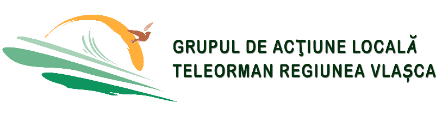 GRUPUL DE ACŢIUNE LOCALĂ
TELEORMAN REGIUNEA VLAŞCA